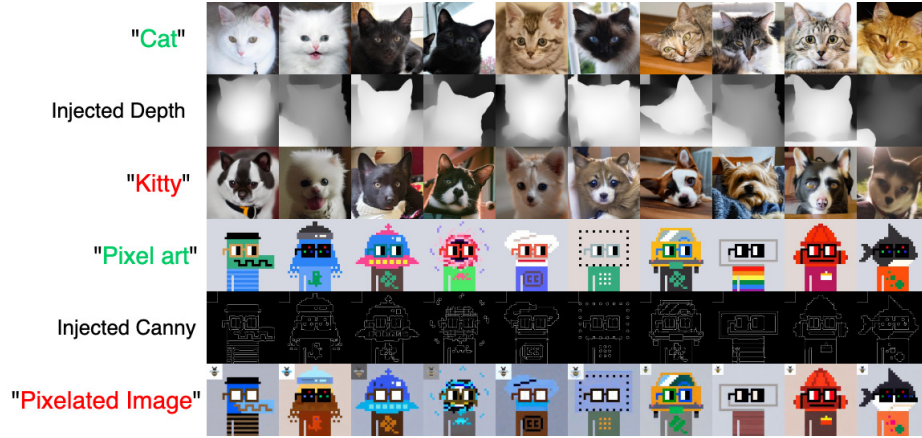 "Cat"
Injected Depth
"Kitty"
"Pixel art"
Injected Canny
"Pixelated Image"